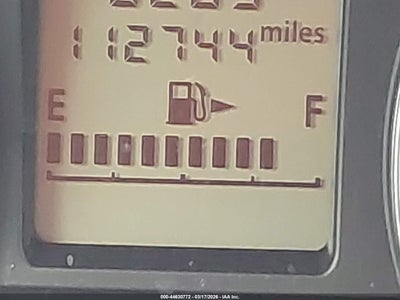 112744 miles
E F
000-44630772 - 03/17/2026 - IAA Inc.